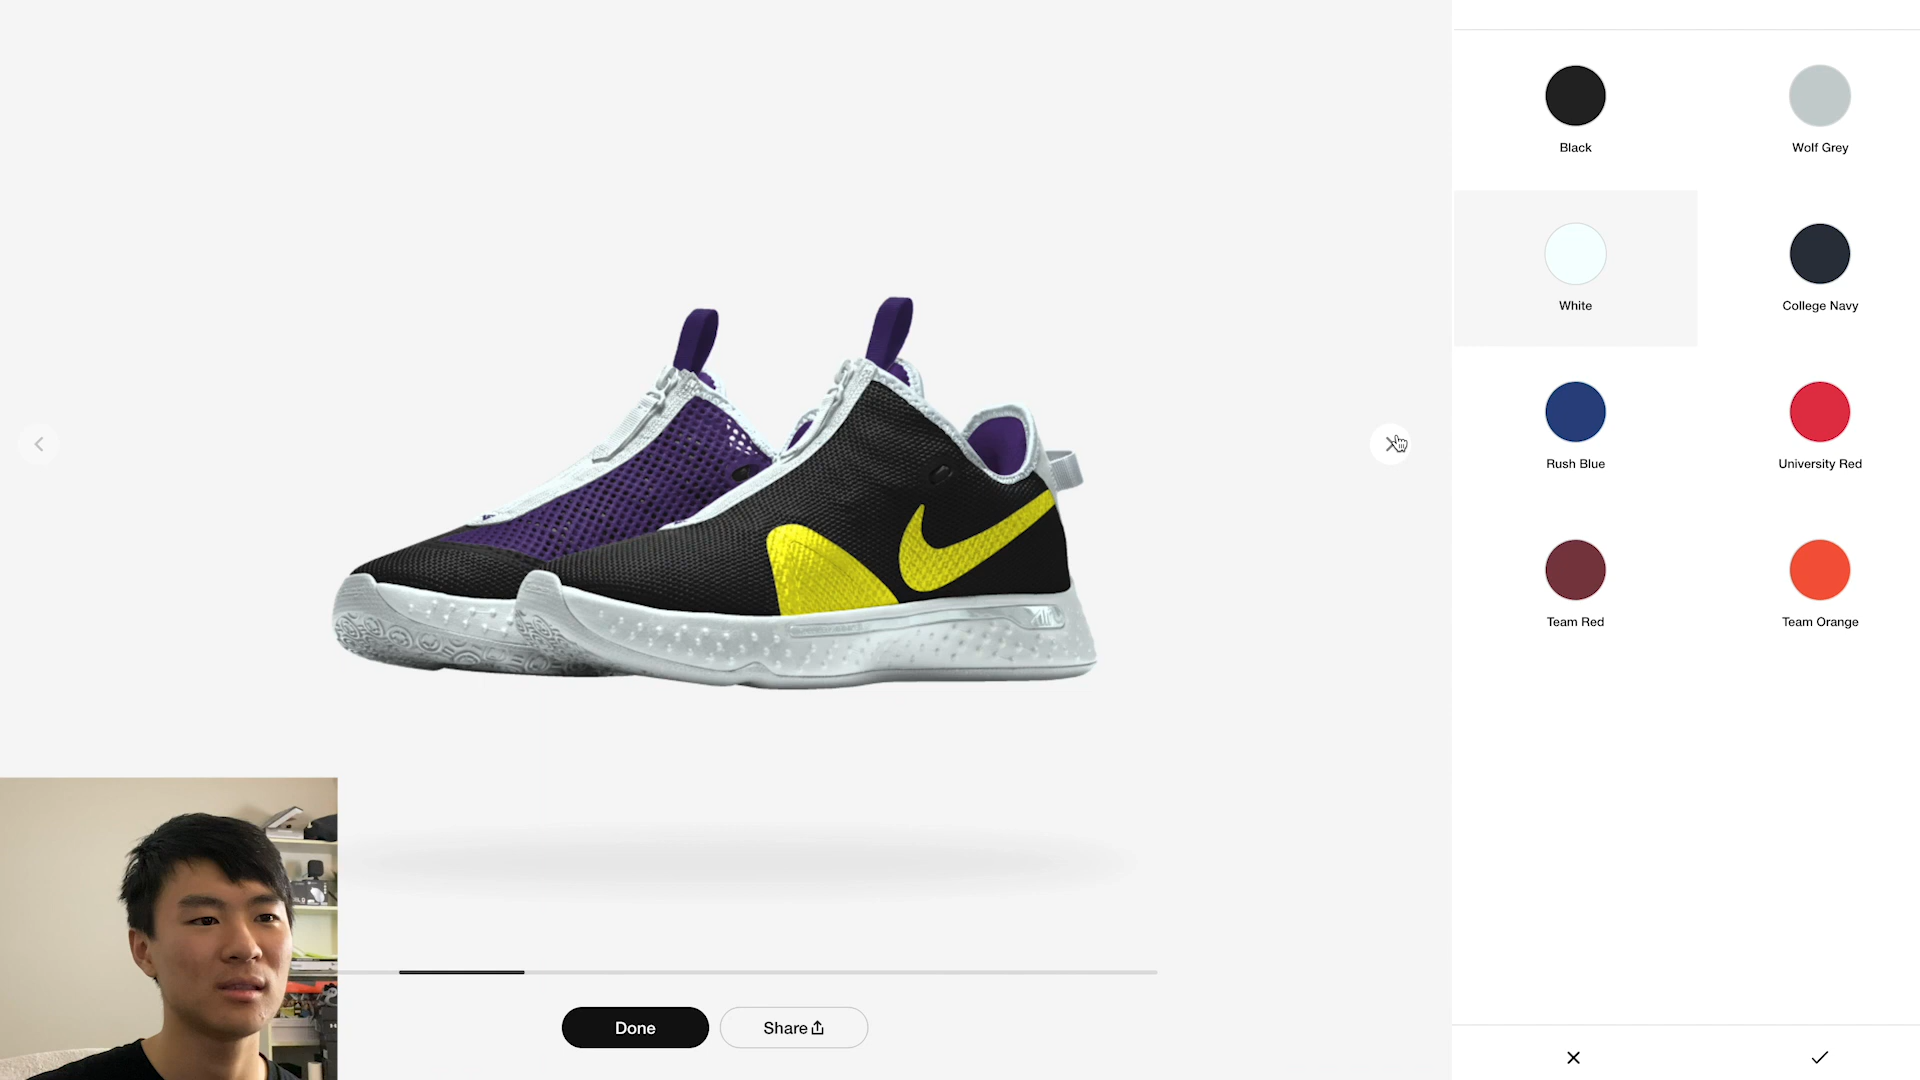 Black
Wolf Grey
White
College Navy
Rush Blue
University Red
Team Red
Team Orange
Done
Share